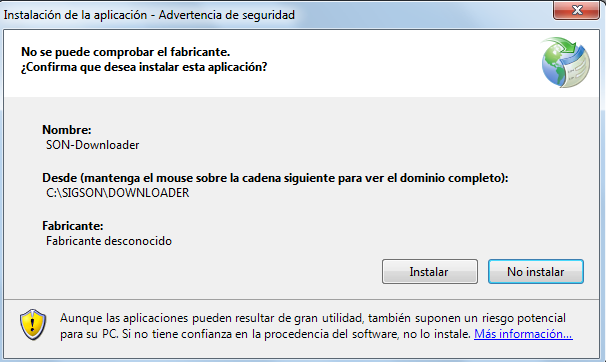 Instalación de la aplicación - Advertencia de seguridad
No se puede comprobar el fabricante.
¿Confirma que desea instalar esta aplicación?
Nombre:
SON-Downloader
Desde (mantenga el mouse sobre la cadena siguiente para ver el dominio completo):
C:\SIGSON\DOWNLOADER
Fabricante:
Fabricante desconocido
Instalar
No instalar
Aunque las aplicaciones pueden resultar de gran utilidad, también suponen un riesgo potencial
para su PC. Si no tiene confianza en la procedencia del software, no lo instale. Más información...